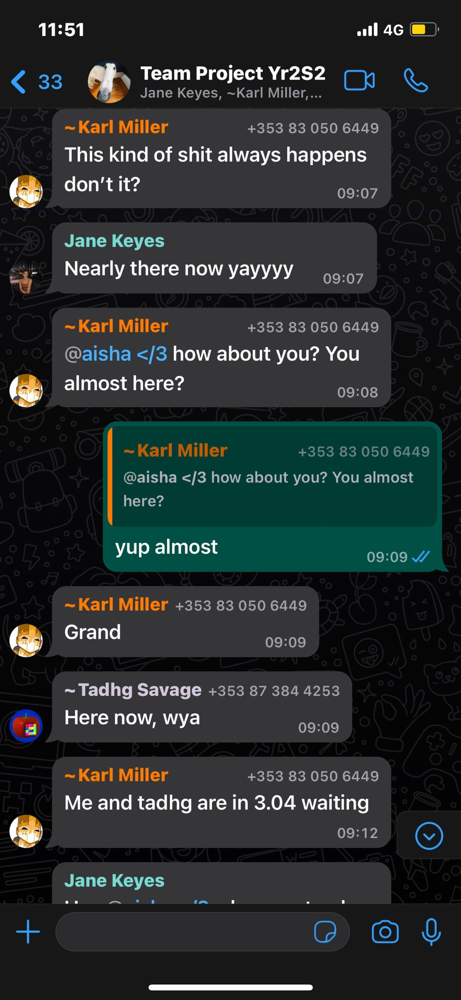 11:51
4G
33
Team Project Yr2S2
Jane Keyes, ~Karl Miller,...
~Karl Miller +353 83 050 6449
This kind of shit always happens
don’t it?
09:07
Jane Keyes
Nearly there now yayyyy
09:07
~Karl Miller +353 83 050 6449
@aisha </3 how about you? You
almost here?
09:08
~Karl Miller +353 83 050 6449
@aisha </3 how about you? You almost
here?
yup almost
09:09
~Karl Miller +353 83 050 6449
Grand
09:09
~Tadhg Savage +353 87 384 4253
Here now, wya
09:09
~Karl Miller +353 83 050 6449
Me and tadhg are in 3.04 waiting
09:12
Jane Keyes